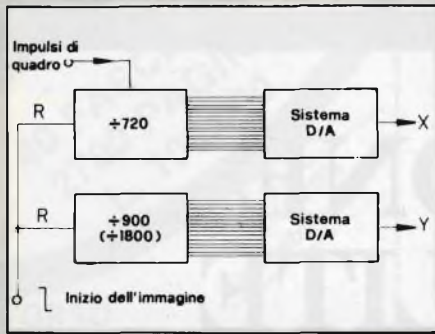 Impulsi di
quadro
R
÷720
Sistema
D/A
X
R
÷900
(÷1800)
Sistema
D/A
Y
Inizio dell'immagine